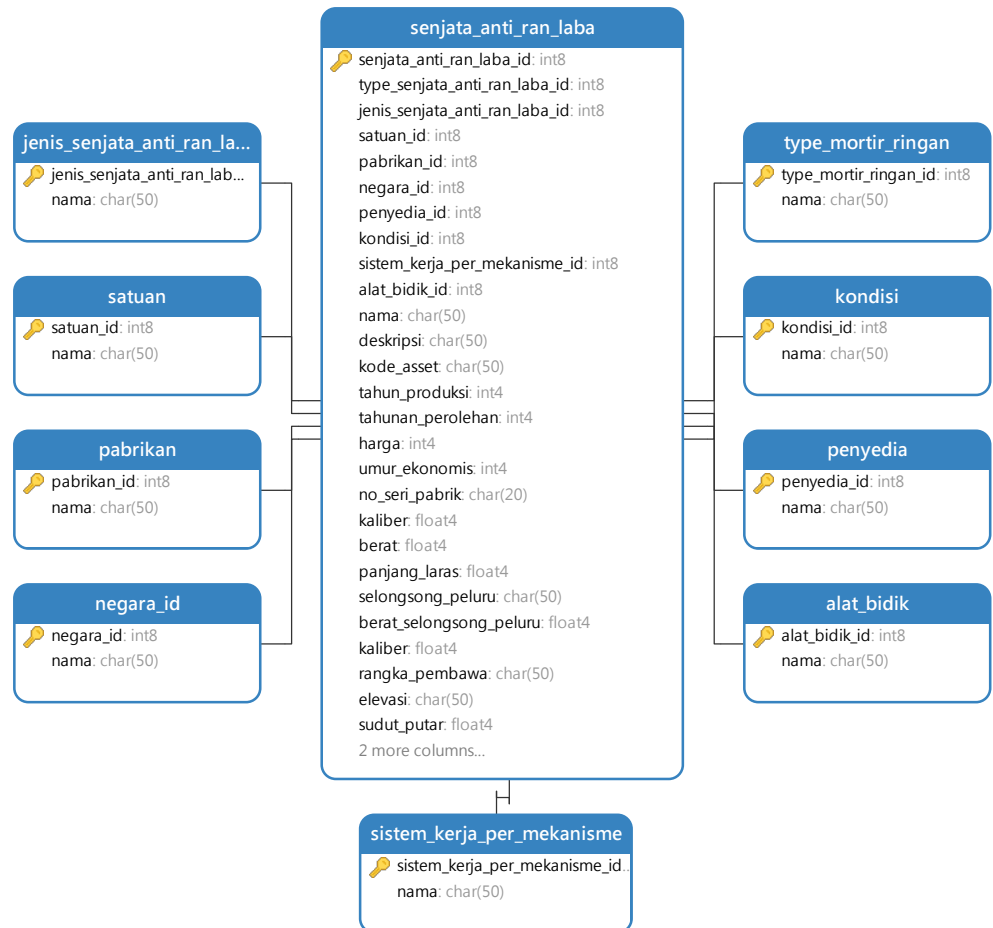 senjata_anti_ran_laba
senjata_anti_ran_laba_id: int8
type_senjata_anti_ran_laba_id: int8
jenis_senjata_anti_ran_laba_id: int8
satuan_id: int8
pabrikan_id: int8
negara_id: int8
penyedia_id: int8
kondisi_id: int8
sistem_kerja_per_mekanisme_id: int8
alat_bidik_id: int8
nama: char(50)
deskripsi: char(50)
kode_asset: char(50)
tahun_produksi: int4
tahunan_perolehan: int4
harga: int4
umur_ekonomis: int4
no_seri_pabrik: char(20)
kaliber: float4
berat: float4
panjang_laras: float4
selongsong_peluru: char(50)
berat_selongsong_peluru: float4
kaliber: float4
rangka_pembawa: char(50)
elevasi: char(50)
sudut_putar: float4
2 more columns...
jenis_senjata_anti_ran_la...
jenis_senjata_anti_ran_lab...
nama: char(50)
satuan
satuan_id: int8
nama: char(50)
pabrikan
pabrikan_id: int8
nama: char(50)
negara_id
negara_id: int8
nama: char(50)
type_mortir_ringan
type_mortir_ringan_id: int8
nama: char(50)
kondisi
kondisi_id: int8
nama: char(50)
penyedia
penyedia_id: int8
nama: char(50)
alat_bidik
alat_bidik_id: int8
nama: char(50)
sistem_kerja_per_mekanisme
sistem_kerja_per_mekanisme_id..
nama: char(50)